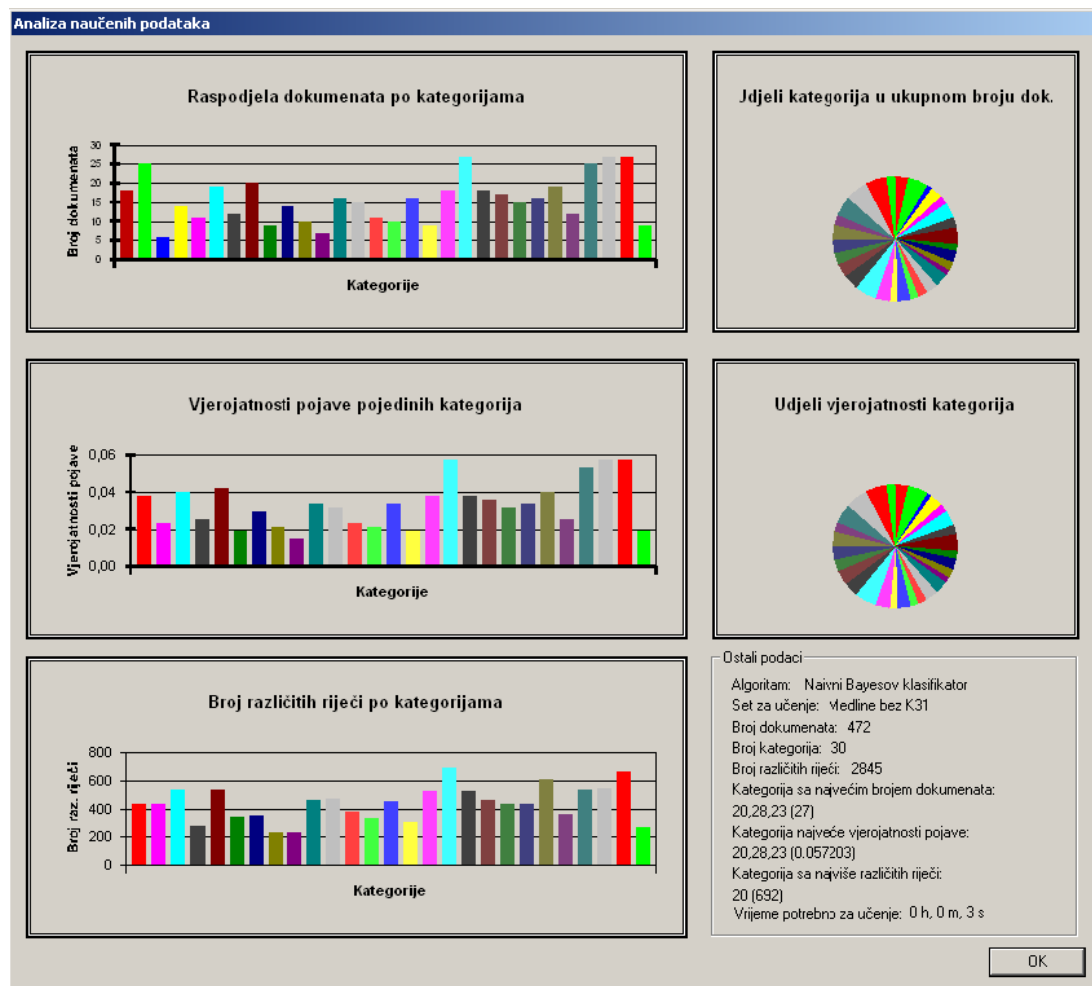 Analiza naučenih podataka
Raspodjela dokumenata po kategorijama
Broj dokumenata
30
25
20
15
10
5
0
Kategorije
Jdjeli kategorija u ukupnom broju dok.
Vjerojatnosti pojave pojedinih kategorija
Vjerojatnosti pojave
0,06
0,04
0,02
0,00
Kategorije
Udjeli vjerojatnosti kategorija
Broj različitih riječi po kategorijama
Broj raz. riječi
800
600
400
200
0
Kategorije
Ostali podaci
Algoritam: Naivni Bayesov klasifikator
Set za učenje: Medline bez K31
Broj dokumenata: 472
Broj kategorija: 30
Broj različitih riječi: 2845
Kategorija sa najvećim brojem dokumenata:
20,28,23 (27)
Kategorija najveće vjerojatnosti pojave:
20,28,23 (0.057203)
Kategorija sa najviše različitih riječi:
20 (692)
Vrijeme potrebno za učenje: 0 h, 0 m, 3 s
OK